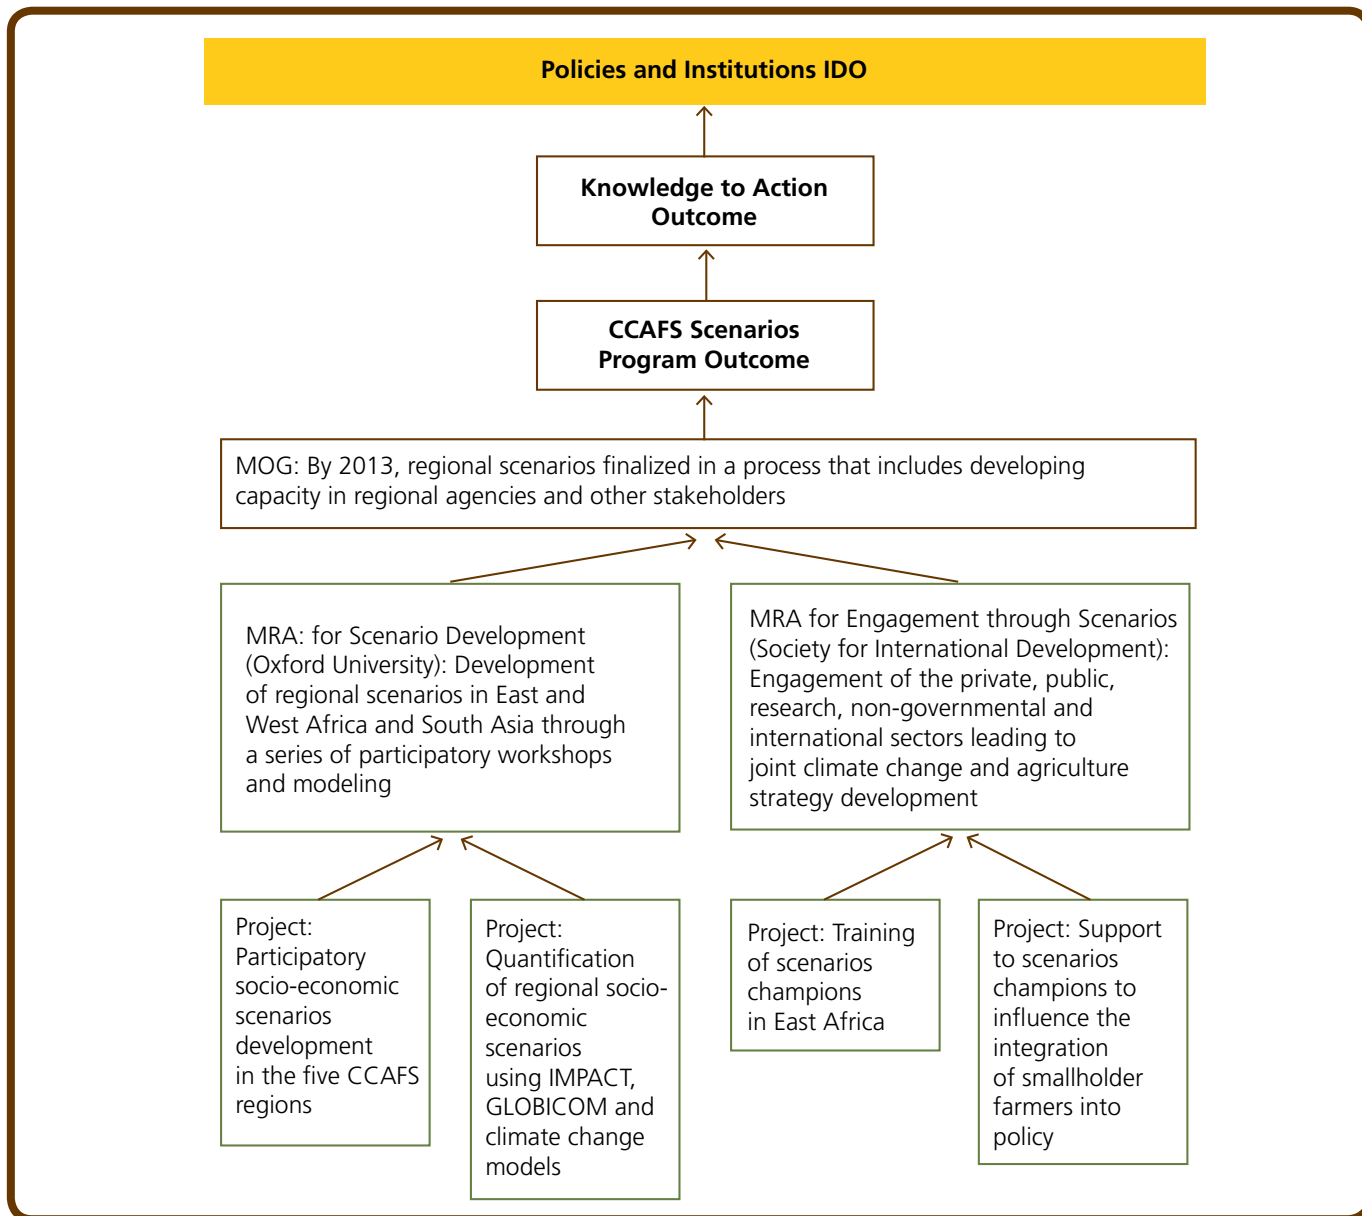 Policies and Institutions IDO
Knowledge to Action
Outcome
CCAFS Scenarios
Program Outcome
MOG: By 2013, regional scenarios finalized in a process that includes developing
capacity in regional agencies and other stakeholders
MRA: for Scenario Development
(Oxford University): Development
of regional scenarios in East and
West Africa and South Asia through
a series of participatory workshops
and modeling
MRA for Engagement through Scenarios
(Society for International Development):
Engagement of the private, public,
research, non-governmental and
international sectors leading to
joint climate change and agriculture
strategy development
Project:
Participatory
socio-economic
scenarios
development
in the five CCAFS
regions
Project:
Quantification
of regional socio-
economic
scenarios
using IMPACT,
GLOBICOM and
climate change
models
Project: Training
of scenarios
champions
in East Africa
Project: Support
to scenarios
champions to
influence the
integration
of smallholder
farmers into
policy